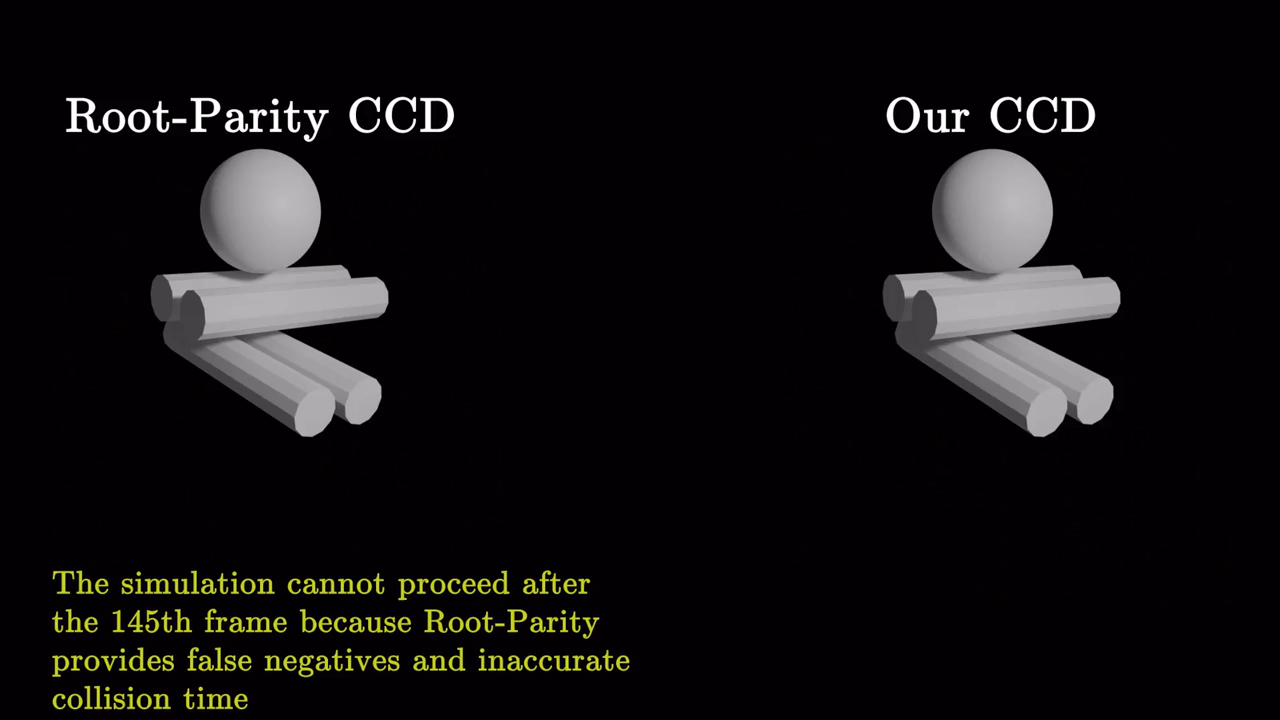 Root-Parity CCD
Our CCD
The simulation cannot proceed after
the 145th frame because Root-Parity
provides false negatives and inaccurate
collision time